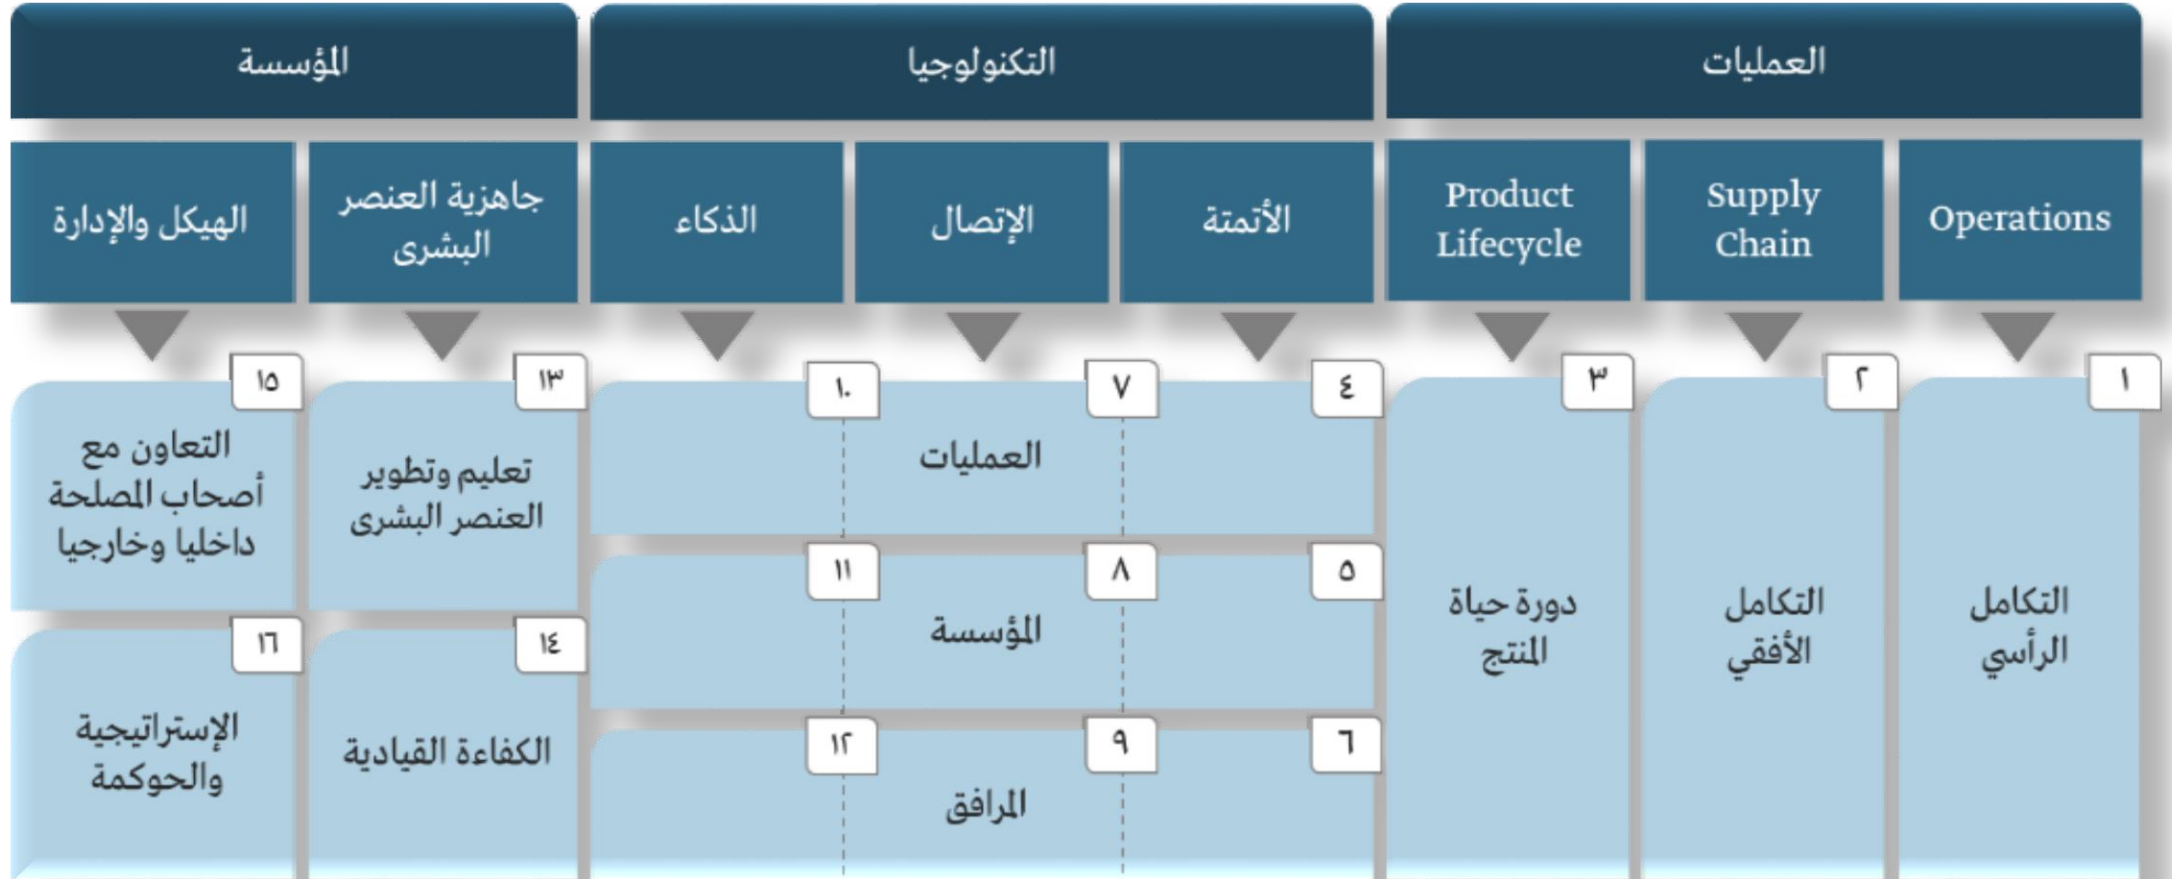 العمليات
التكنولوجيا
المؤسسة
Operations
Supply
Chain
Product
Lifecycle
الأتمتة
الإتصال
الذكاء
جاهزية العنصر
البشرى
الهيكل والإدارة
١
التكامل
الرأسي
٢
التكامل
الأفقي
٣
دورة حياة
المنتج
٤
٧
١٠
العمليات
٥
٨
١١
المؤسسة
٦
٩
١٢
المرافق
١٣
تعليم وتطوير
العنصر البشرى
١٤
الكفاءة القيادية
١٥
التعاون مع
أصحاب المصلحة
داخليا وخارجيا
١٦
الإستراتيجية
والحوكمة